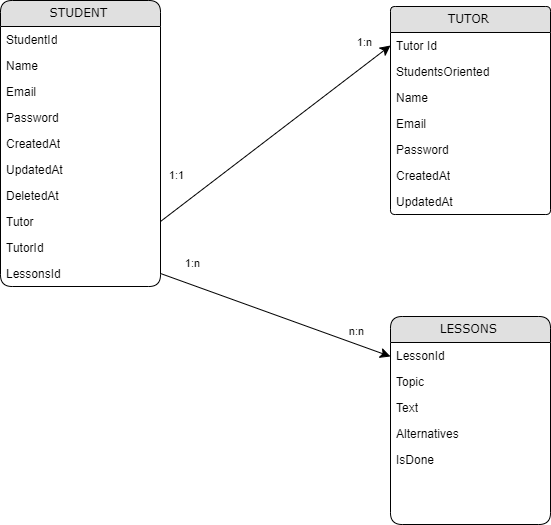 STUDENT
StudentId
Name
Email
Password
CreatedAt
UpdatedAt
DeletedAt
Tutor
TutorId
LessonsId
1:1
1:n
1:n
n:n
TUTOR
Tutor Id
StudentsOriented
Name
Email
Password
CreatedAt
UpdatedAt
LESSONS
LessonId
Topic
Text
Alternatives
IsDone